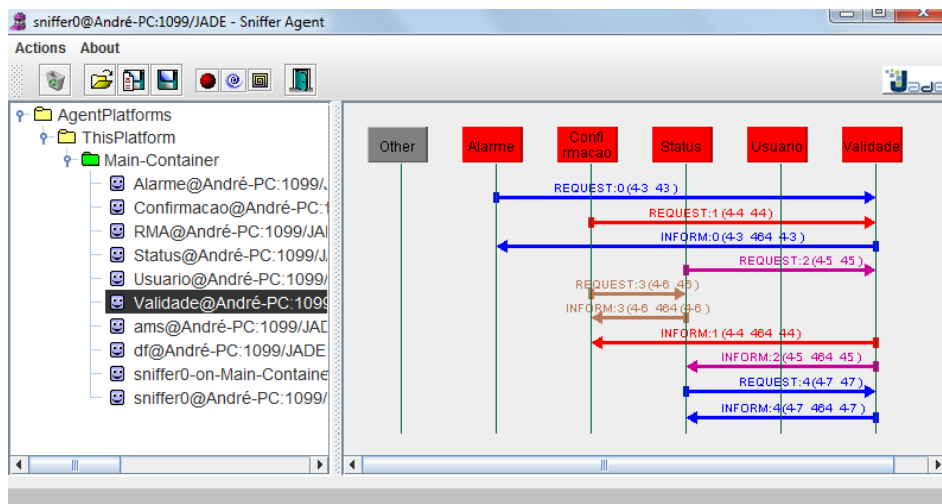 sniffer0@André-PC:1099/JADE - Sniffer Agent
Actions About
Jade
AgentPlatforms
ThisPlatform
Main-Container
Alarme@André-PC:1099/J
Confirmacao@André-PC:1
RMA@André-PC:1099/JAI
Status@André-PC:1099/J
Usuario@André-PC:1099/
Validade@André-PC:1099
ams@André-PC:1099/JAD
df@André-PC:1099/JADE
sniffer0-on-Main-Containe
sniffer0@André-PC:1099/
Other Alarme Confi Status Usuario Validade
rmacao
REQUEST:0(4-3 43 )
REQUEST:1(4-4 44 )
INFORM:0(4-3 464 4-3 )
REQUEST:2(4-5 45 )
REQUEST:3(4-6 46 )
INFORM:3(4-6 464 (4-6 )
INFORM:1(4-4 464 44 )
INFORM:2(4-5 464 45 )
REQUEST:4(4-7 47 )
INFORM:4(4-7 464 4-7 )